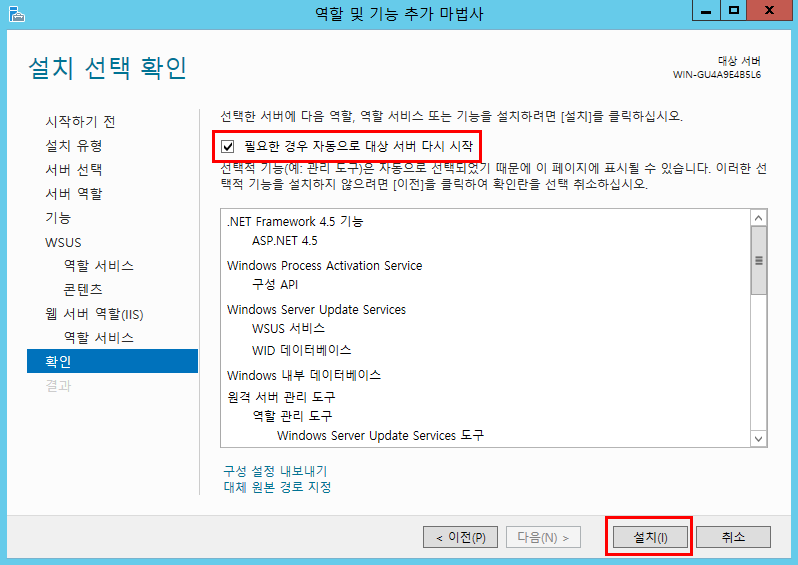 역할 및 기능 추가 마법사
설치 선택 확인
대상 서버
WIN-GU4A9E4B5L6
시작하기 전
설치 유형
서버 선택
서버 역할
기능
WSUS
역할 서비스
콘텐츠
웹 서버 역할(IIS)
역할 서비스
확인
결과
선택한 서버에 다음 역할, 역할 서비스 또는 기능을 설치하려면 [설치]를 클릭하십시오.
필요한 경우 자동으로 대상 서버 다시 시작
선택적 기능(예: 관리 도구)은 자동으로 선택되었기 때문에 이 페이지에 표시될 수 있습니다. 이러한 선
택적 기능을 설치하지 않으려면 [이전]을 클릭하여 확인란을 선택 취소하십시오.
.NET Framework 4.5 기능
ASP.NET 4.5
Windows Process Activation Service
구성 API
Windows Server Update Services
WSUS 서비스
WID 데이터베이스
Windows 내부 데이터베이스
원격 서버 관리 도구
역할 관리 도구
Windows Server Update Services 도구
구성 설정 내보내기
대체 원본 경로 지정
< 이전(P)
다음(N) >
설치(I)
취소